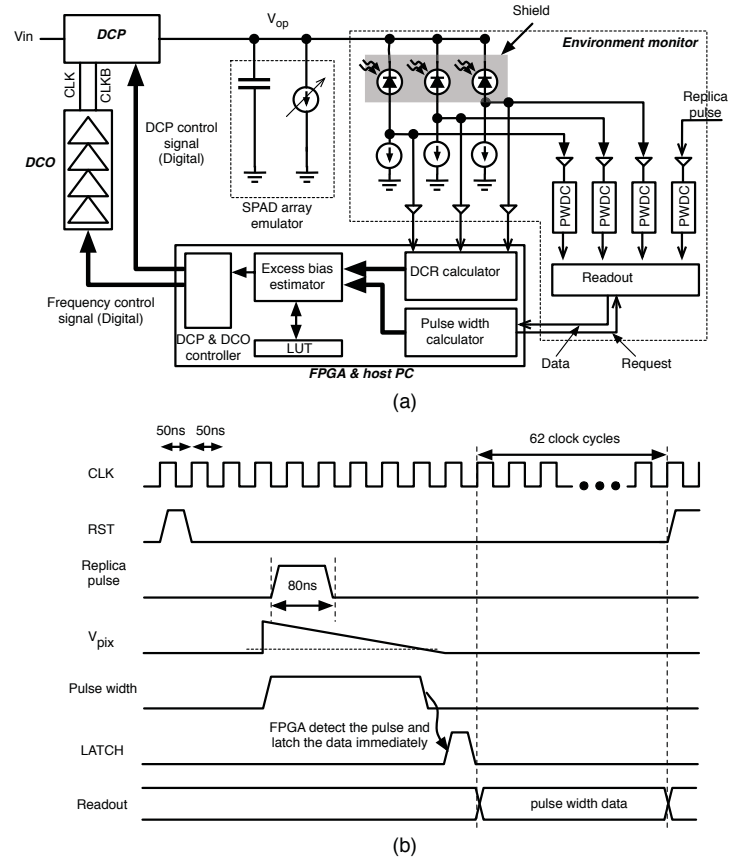 Shield
Vin
DCP
Vop
Environment monitor
CLK
CLKB
DCP control
signal
(Digital)
Replica
pulse
DCO
SPAD array
emulator
PWDC
PWDC
PWDC
PWDC
Readout
Excess bias
estimator
DCR calculator
Frequency control
signal (Digital)
DCP & DCO
controller
LUT
Pulse width
calculator
Data
Request
FPGA & host PC
(a)
50ns
50ns
62 clock cycles
CLK
RST
Replica
pulse
80ns
Vpix
Pulse width
FPGA detect the pulse and
latch the data immediately
LATCH
Readout
pulse width data
(b)